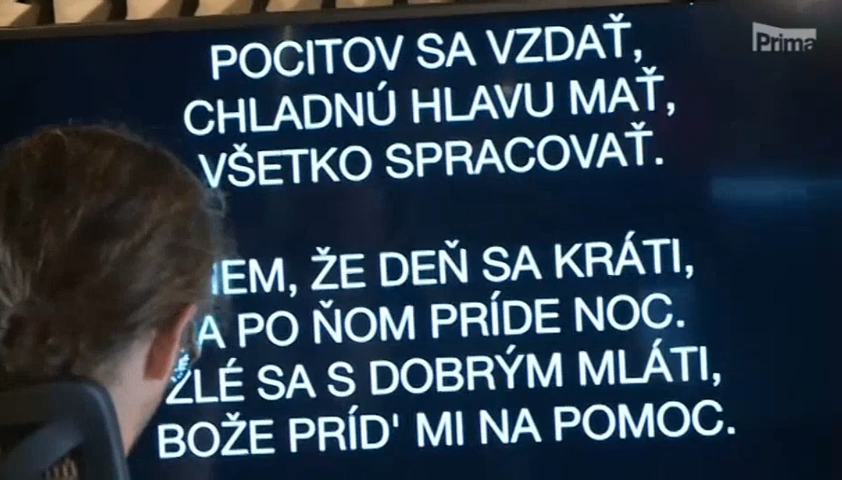 Prima
POCITOV SA VZDAŤ,
CHLADNÚ HLAVU MAŤ,
VŠETKO SPRACOVAŤ.
ŽE DEŇ SA KRÁTI,
A PO ŇOM PRÍDE NOC.
ZLÉ SA S DOBRÝM MLÁTI,
BOŽE PRÍD' MI NA POMOC.